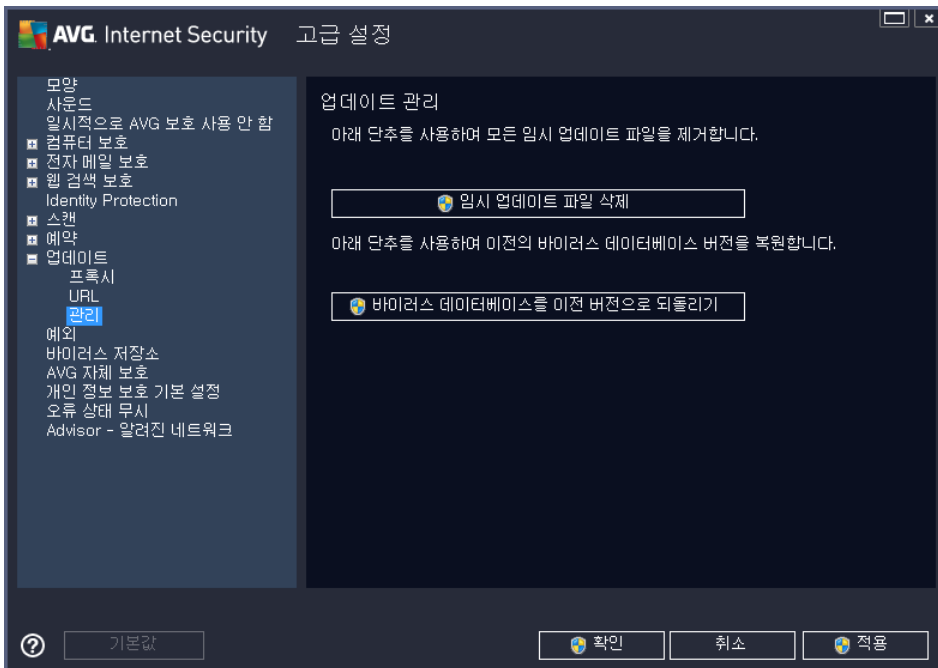 AVG. Internet Security 고급 설정
모양
사운드
일시적으로 AVG 보호 사용 안 함
컴퓨터 보호
전자 메일 보호
웹 검색 보호
Identity Protection
스캔
예약
업데이트
프록시
URL
관리
예외
바이러스 저장소
AVG 자체 보호
개인 정보 보호 기본 설정
오류 상태 무시
Advisor - 알려진 네트워크
업데이트 관리
아래 단추를 사용하여 모든 임시 업데이트 파일을 제거합니다.
임시 업데이트 파일 삭제
아래 단추를 사용하여 이전의 바이러스 데이터베이스 버전을 복원합니다.
바이러스 데이터베이스를 이전 버전으로 되돌리기
기본값
확인
취소
적용